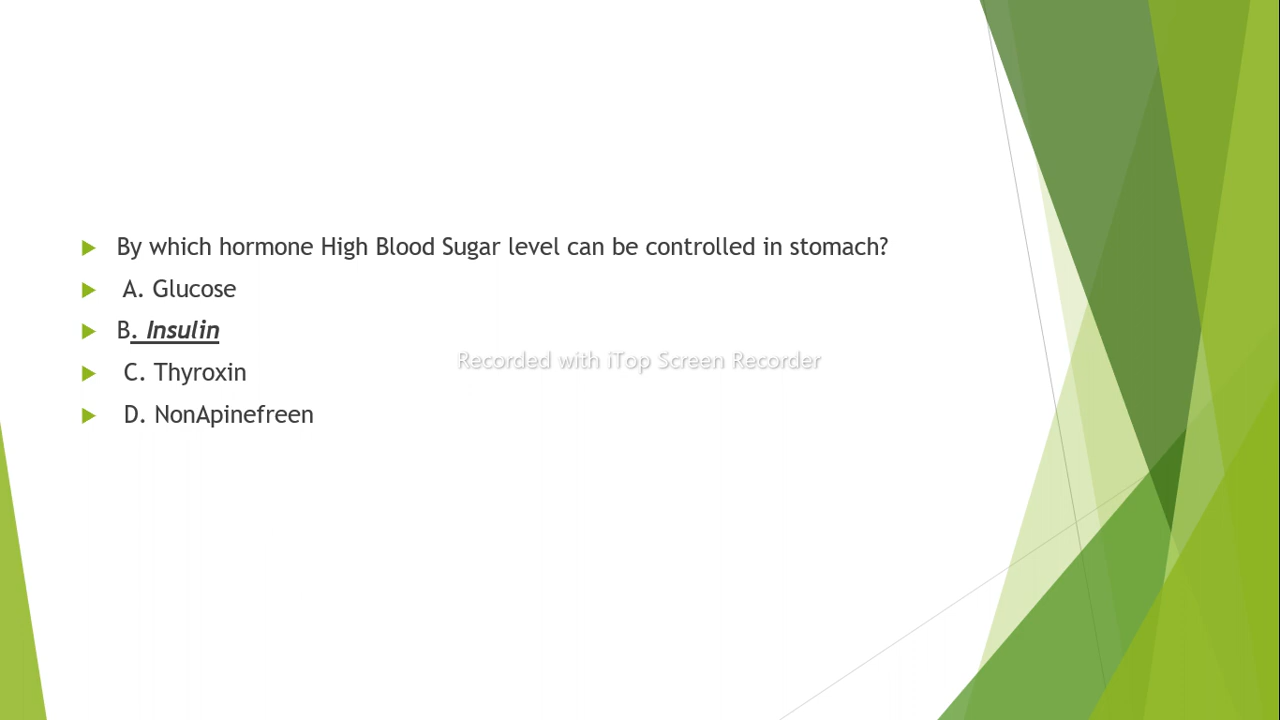 By which hormone High Blood Sugar level can be controlled in stomach?
A. Glucose
B. Insulin
Recorded with iTop Screen Recorder
C. Thyroxin
D. NonApinefreen